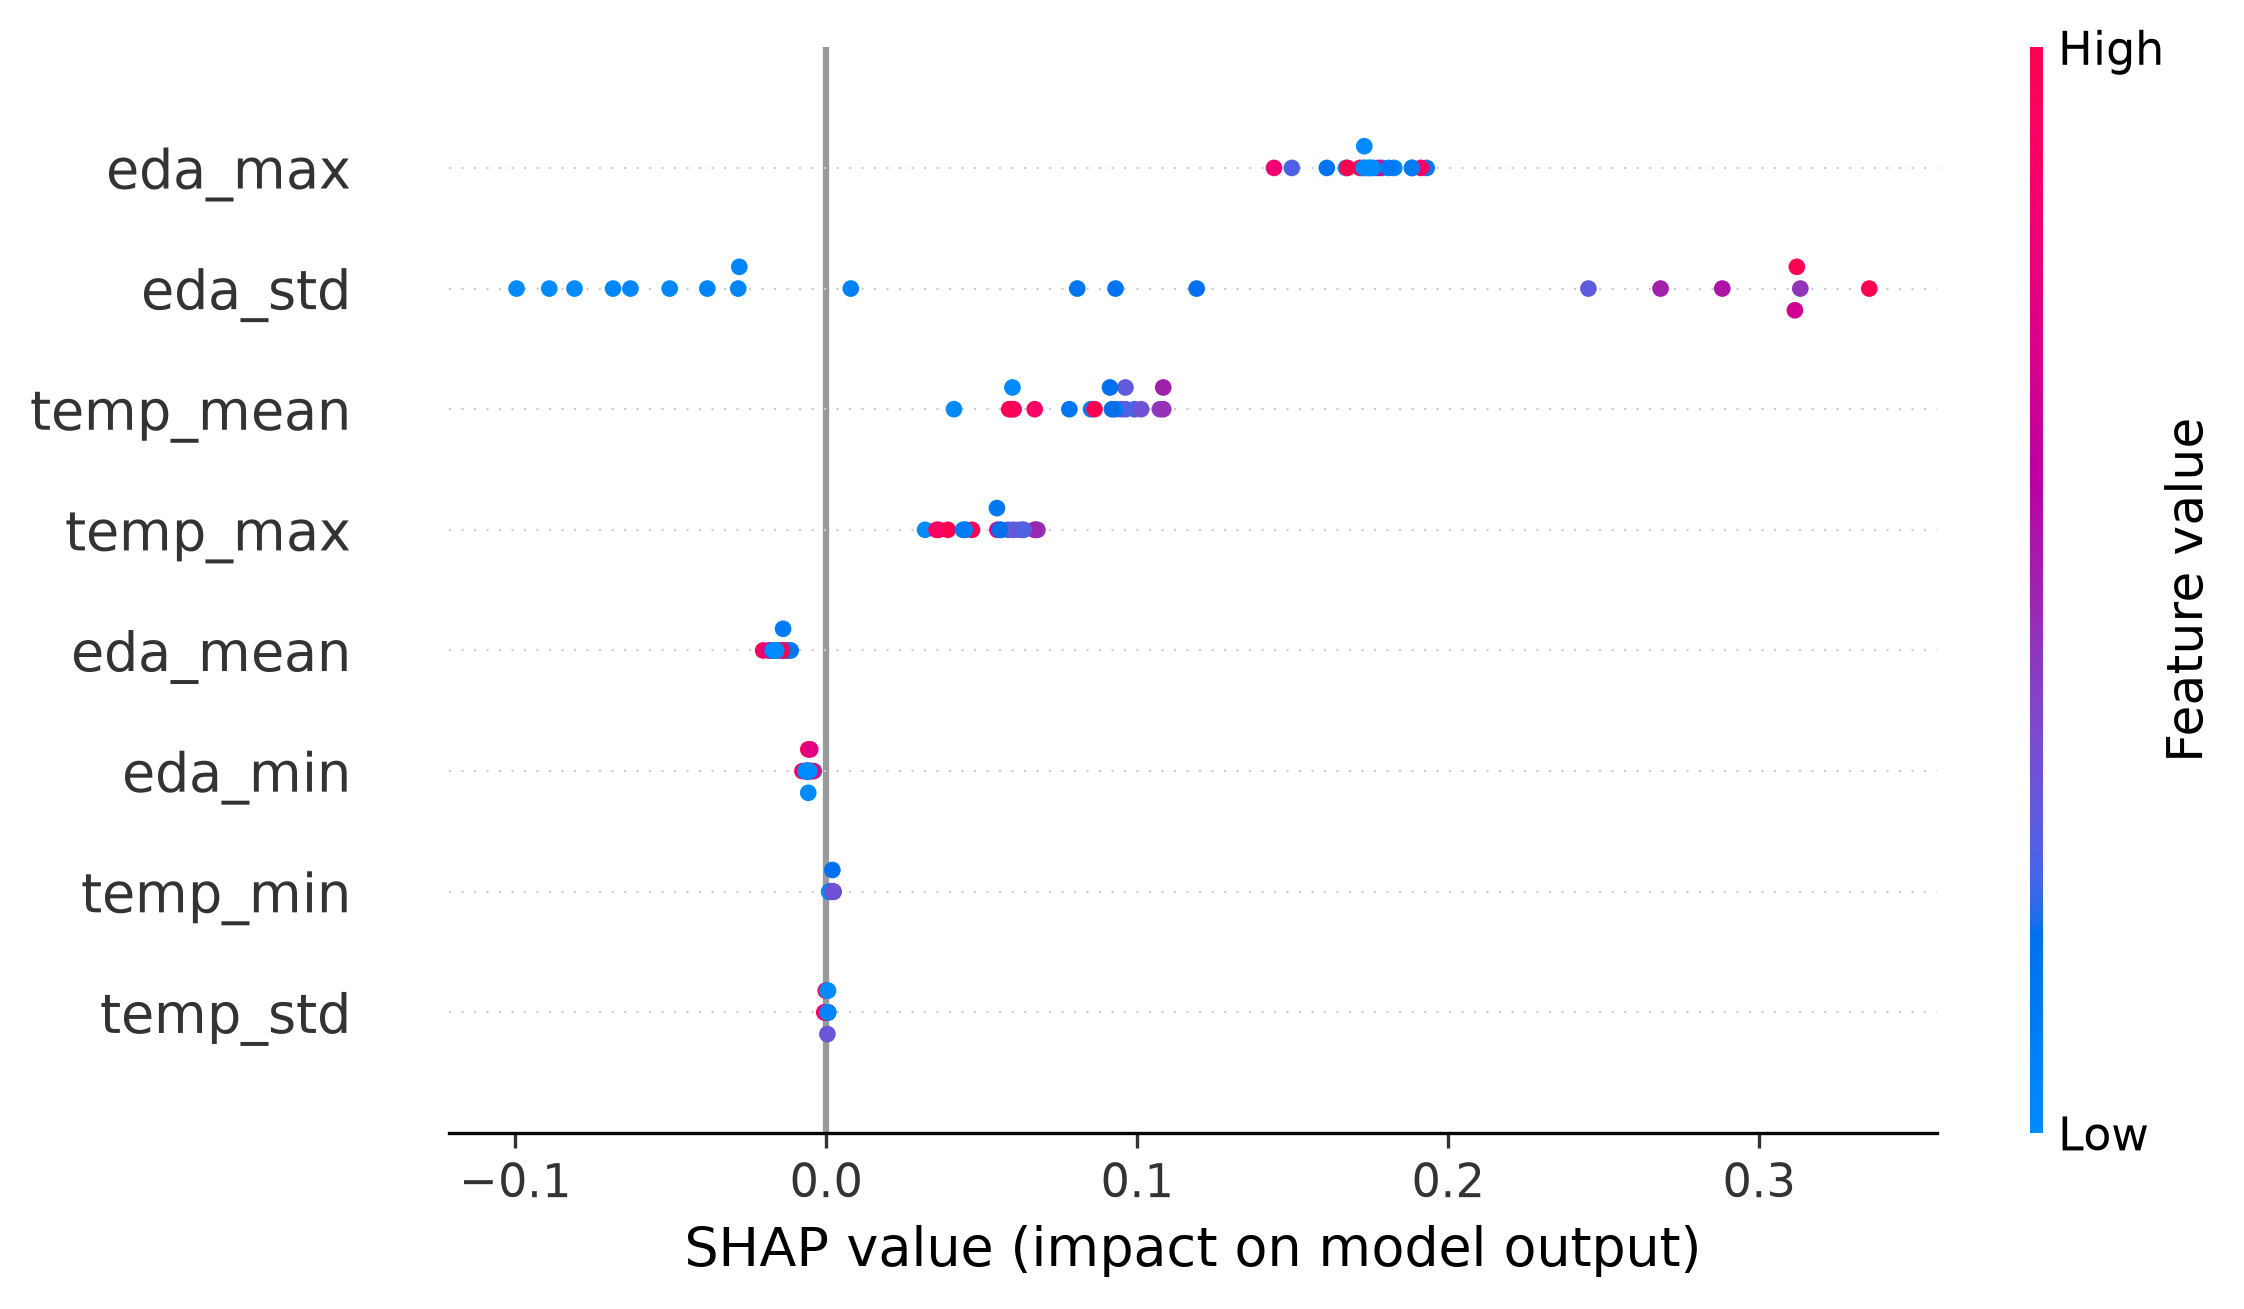 High
eda_max
eda_std
temp_mean
temp_max
eda_mean
eda_min
temp_min
temp_std
Feature value
Low
−0.1 0.0 0.1 0.2 0.3
SHAP value (impact on model output)